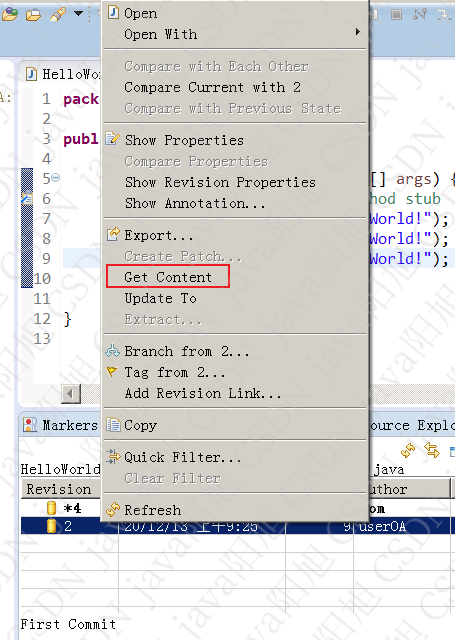 Open
Open With
HelloWor
A:
Compare with Each Other
Compare Current with 2
Compare with Previous State
1 pack
2
3 publ
4
5 [] args) {
6 hod stub
7 World!");
8 World!");
9 World!");
10
11
12 }
13
Show Properties
Compare Properties
Show Revision Properties
Show Annotation...
Export...
Create Patch...
Get Content
Update To
Extract...
Branch from 2...
Tag from 2...
Add Revision Link...
Markers
Copy
ource Explo
Quick Filter...
HelloWorld
java
Clear Filter
Revision
uthor
Refresh
*4
om
2 20/12/13 上午9:25 9 userOA
First Commit
CSDN java阳旭